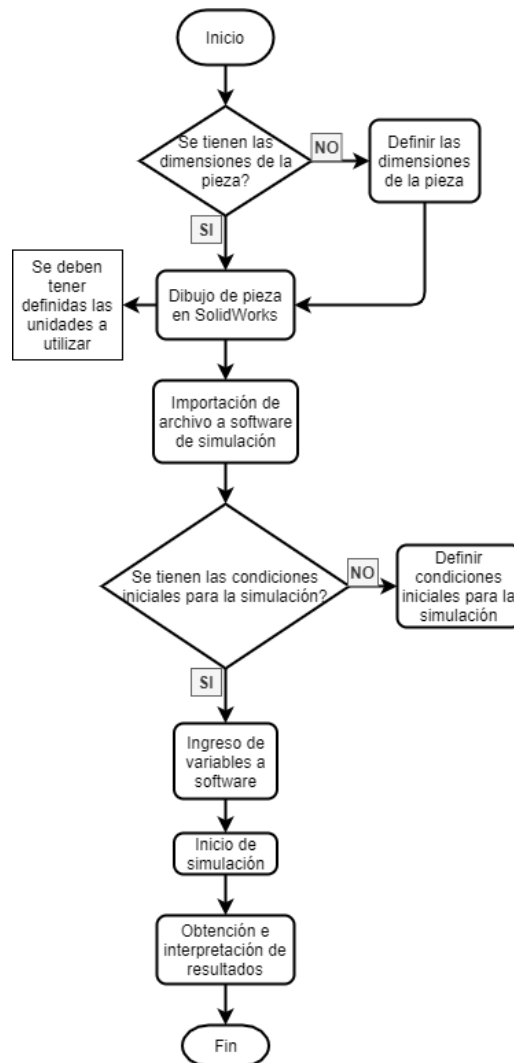 Inicio
Se tienen las
dimensiones de la
pieza?
NO
Definir las
dimensiones
de la pieza
SI
Se deben
tener
definidas las
unidades a
utilizar
Dibujo de pieza
en SolidWorks
Importación de
archivo a software
de simulación
Se tienen las condiciones
iniciales para la simulación?
NO
Definir
condiciones
iniciales para la
simulación
SI
Ingreso de
variables a
software
Inicio de
simulación
Obtención e
interpretación de
resultados
Fin